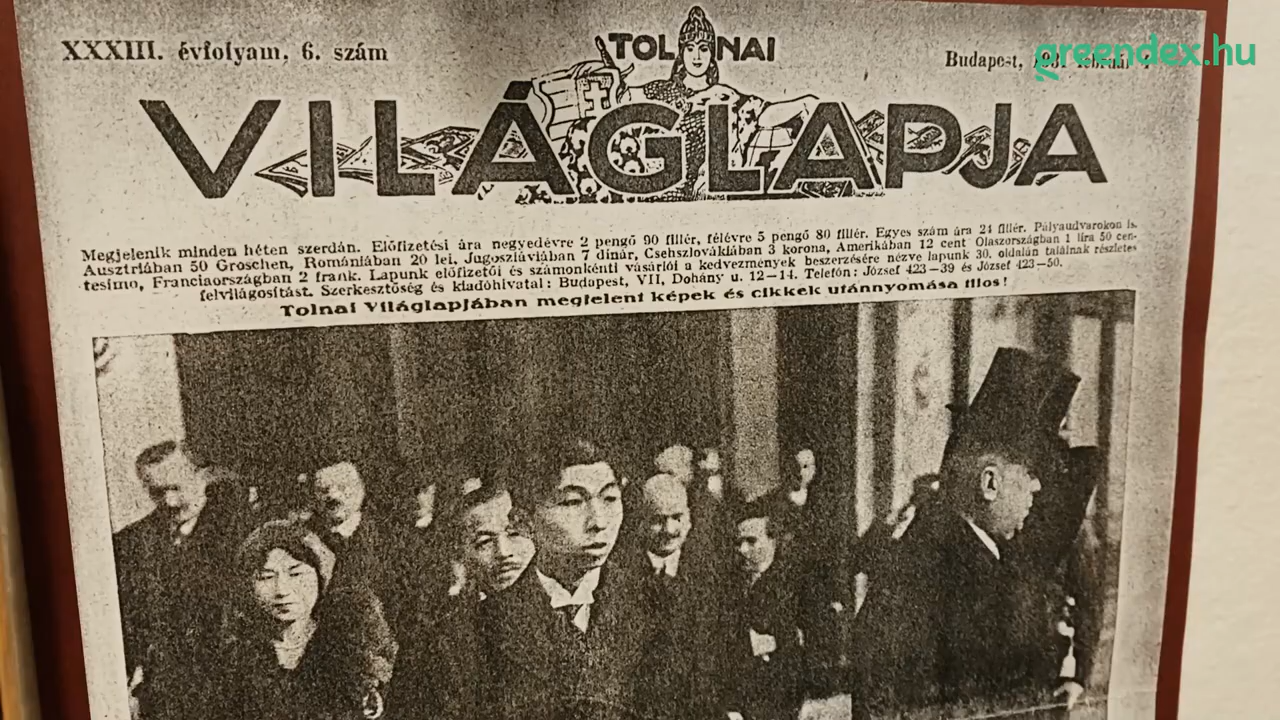 XXXIII. évfolyam, 6. szám
TOLNAI
Budapest,
greendex.hu
VILÁGLAPJA
Megjelenik minden héten szerdán. Előfizetési ára negyedévre 2 pengő 90 fillér, félévre 5 pengő 80 fillér. Egyes szám ára 24 fillér. Pályaudvarokon is.
Ausztriában 50 Groschen, Romániában 20 lei, Jugoszláviában 7 dinár, Csehszlovákiában 3 korona, Amerikában 12 cent Olaszországban 1 líra 50 cen-
tesimo, Franciaországban 2 frank. Lapunk előfizetői és számonkénti vásárlói a kedvezmények beszerzésére nézve lapunk 30. oldalán találnak részletes
felvilágosítást. Szerkesztőség és kiadóhivatal: Budapest, VII, Dohány u. 12—14. Telefón: József 423—39 és József 423—50.
Tolnai Világlapjában megjelent képek és cikkek utánnyomása tilos!